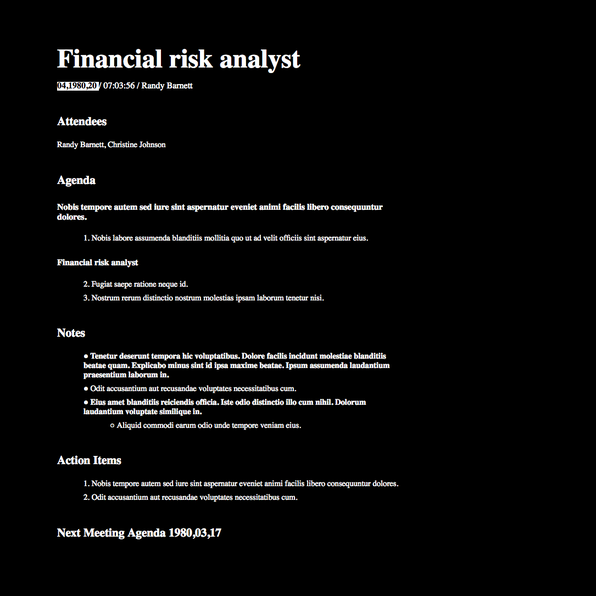 Financial risk analyst
04,1980,20 / 07:03:56 / Randy Barnett
Attendees
Randy Barnett, Christine Johnson
Agenda
Nobis tempore autem sed iure sint aspernatur eveniet animi facilis libero consequuntur
dolores.
1. Nobis labore assumenda blanditiis mollitia quo ut ad velit officiis sint aspernatur eius.
Financial risk analyst
2. Fugiat saepe ratione neque id.
3. Nostrum rerum distinctio nostrum molestias ipsam laborum tenetur nisi.
Notes
● Tenetur deserunt tempora hic voluptatibus. Dolore facilis incidunt molestiae blanditiis
beatae quam. Explicabo minus sint id ipsa maxime beatae. Ipsum assumenda laudantium
praesentium laborum in.
● Odit accusantium aut recusandae voluptates necessitatibus cum.
● Eius amet blanditiis reiciendis officia. Iste odio distinctio illo cum nihil. Dolorum
laudantium voluptate similique in.
○ Aliquid commodi earum odio unde tempore veniam eius.
Action Items
1. Nobis tempore autem sed iure sint aspernatur eveniet animi facilis libero consequuntur dolores.
2. Odit accusantium aut recusandae voluptates necessitatibus cum.
Next Meeting Agenda 1980,03,17